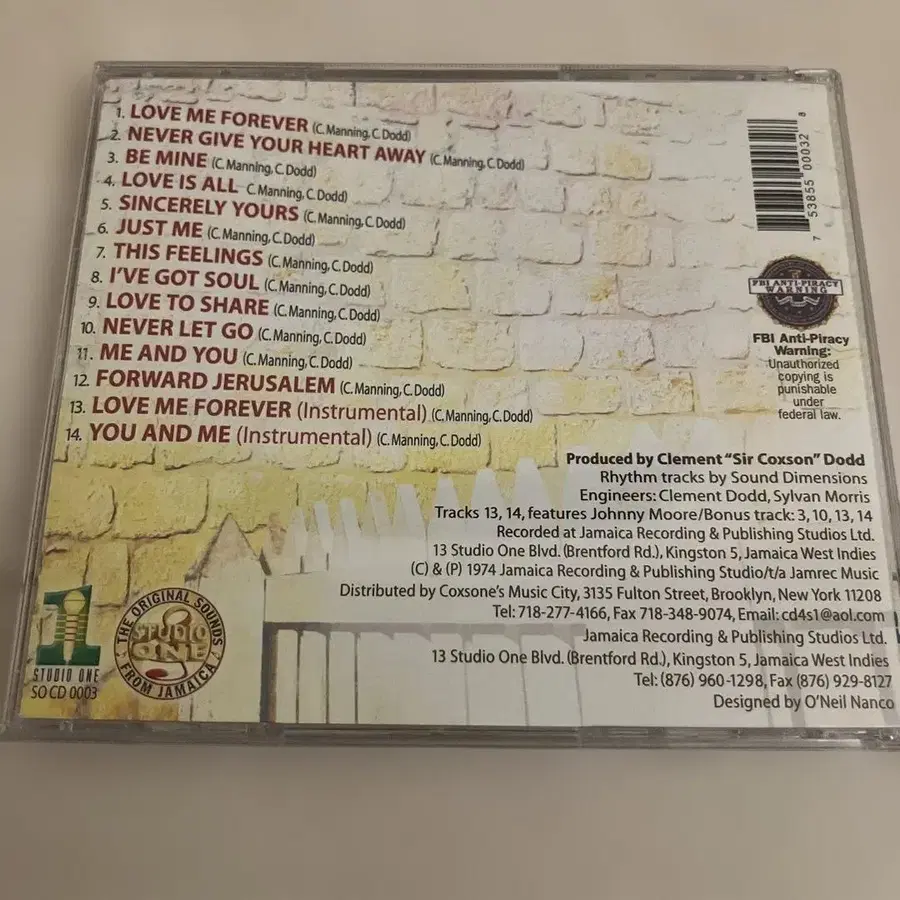 1. LOVE ME FOREVER (C. Manning, C. Dodd)
2. NEVER GIVE YOUR HEART AWAY (C. Manning, C. Dodd)
3. BE MINE (C. Manning, C. Dodd)
4. LOVE IS ALL C. Manning, C. Dodd)
5. SINCERELY YOURS (C. Manning, C. Dodd)
6. JUST ME (C. Manning, C. Dodd)
7. THIS FEELINGS (C. Manning, C. Dodd)
8. I'VE GOT SOUL (C. Manning, C. Dodd)
9. LOVE TO SHARE (C. Manning, C. Dodd)
10. NEVER LET GO (C. Manning, C. Dodd)
11. ME AND YOU (C. Manning, C. Dodd)
12. FORWARD JERUSALEM (C. Manning, C. Dodd)
13. LOVE ME FOREVER (Instrumental) (C. Manning, C. Dodd)
14. YOU AND ME (Instrumental) (C. Manning, C. Dodd)
7 53855 00032 8
FBI ANTI-PIRACY
WARNING
FBI Anti-Piracy
Warning:
Unauthorized
copying is
punishable
under
federal law.
Produced by Clement "Sir Coxson" Dodd
Rhythm tracks by Sound Dimensions
Engineers: Clement Dodd, Sylvan Morris
Tracks 13, 14, features Johnny Moore/Bonus track: 3, 10, 13, 14
Recorded at Jamaica Recording & Publishing Studios Ltd.
13 Studio One Blvd. (Brentford Rd.), Kingston 5, Jamaica West Indies
(C) & (P) 1974 Jamaica Recording & Publishing Studio/t/a Jamrec Music
Distributed by Coxsone's Music City, 3135 Fulton Street, Brooklyn, New York 11208
Tel: 718-277-4166, Fax 718-348-9074, Email: cd4s1@aol.com
Jamaica Recording & Publishing Studios Ltd.
13 Studio One Blvd. (Brentford Rd.), Kingston 5, Jamaica West Indies
Tel: (876) 960-1298, Fax (876) 929-8127
Designed by O'Neil Nanco
1
STUDIO ONE
SO CD 0003
THE ORIGINAL SOUNDS
STUDIO
ONE
FROM JAMAICA